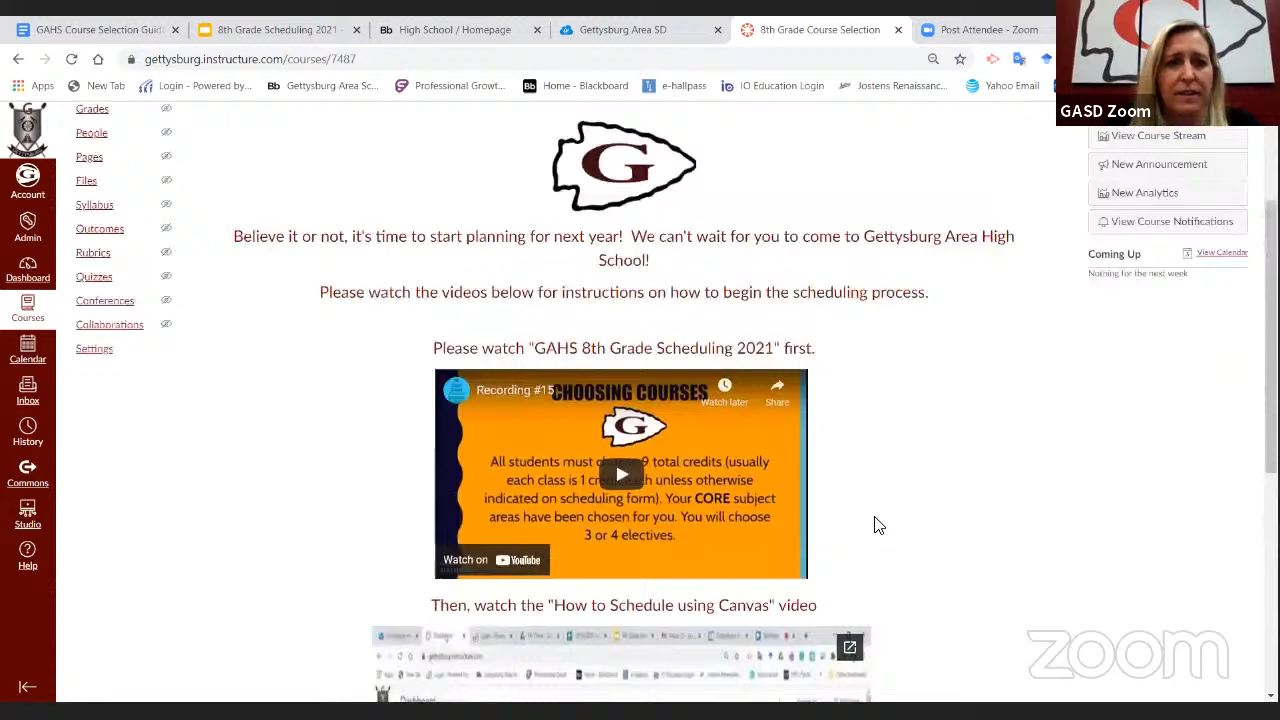 GAHS Course Selection Guid
8th Grade Scheduling 2021 -
Bb High School / Homepage
Gettysburg Area SD
8th Grade Course Selection
Post Attendee - Zoom
gettysburg.instructure.com/courses/748/
Apps
New Tab
Login - Powered by...
Bb Gettysburg Area Sc...
Professional Growt...
Bb Home - Blackboard
e-hallpass
IO Education Login
Jostens Renaissanc...
Yahoo Email
GASD Zoom
Account
Admin
Dashboard
Courses
Calendar
Inbox
History
Commons
Studio
Help
Grades
People
Pages
Files
Syllabus
Outcomes
Rubrics
Quizzes
Conferences
Collaborations
Settings
G
Believe it or not, it's time to start planning for next year! We can't wait for you to come to Gettysburg Area High
School!
Please watch the videos below for instructions on how to begin the scheduling process.
Please watch "GAHS 8th Grade Scheduling 2021" first.
Recording #15
CHOOSING COURSES
Watch later
Share
G
All students must 9 total credits (usually
each class is 1 unless otherwise
indicated on scheduling form). Your CORE subject
areas have been chosen for you. You will choose
3 or 4 electives.
Watch on YouTube
Then, watch the "How to Schedule using Canvas" video
View Course Stream
New Announcement
New Analytics
View Course Notifications
Coming Up
View Calendar
Nothing for the next week
zoom